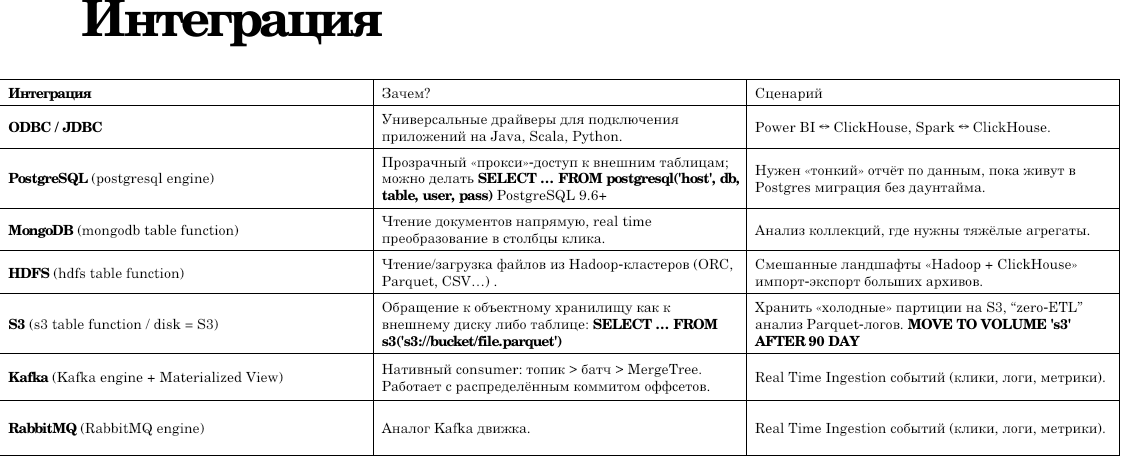 Интеграция
Интеграция
Зачем?
Сценарий
ODBC / JDBC
Универсальные драйверы для подключения
приложений на Java, Scala, Python.
Power BI ↔ ClickHouse, Spark ↔ ClickHouse.
PostgreSQL (postgresql engine)
Прозрачный «прокси»-доступ к внешним таблицам;
можно делать SELECT … FROM postgresql('host', db,
table, user, pass) PostgreSQL 9.6+
Нужен «тонкий» отчёт по данным, пока живут в
Postgres миграция без даунтайма.
MongoDB (mongodb table function)
Чтение документов напрямую, real time
преобразование в столбцы клика.
Анализ коллекций, где нужны тяжёлые агрегаты.
HDFS (hdfs table function)
Чтение/загрузка файлов из Hadoop-кластеров (ORC,
Parquet, CSV…) .
Смешанные ландшафты «Hadoop + ClickHouse»
импорт-экспорт больших архивов.
S3 (s3 table function / disk = S3)
Обращение к объектному хранилищу как к
внешнему диску либо таблице: SELECT … FROM
s3('s3://bucket/file.parquet')
Хранить «холодные» партиции на S3, “zero-ETL”
анализ Parquet-логов. MOVE TO VOLUME 's3'
AFTER 90 DAY
Kafka (Kafka engine + Materialized View)
Нативный consumer: топик > батч > MergeTree.
Работает с распределённым коммитом оффсетов.
Real Time Ingestion событий (клики, логи, метрики).
RabbitMQ (RabbitMQ engine)
Аналог Kafka движка.
Real Time Ingestion событий (клики, логи, метрики).